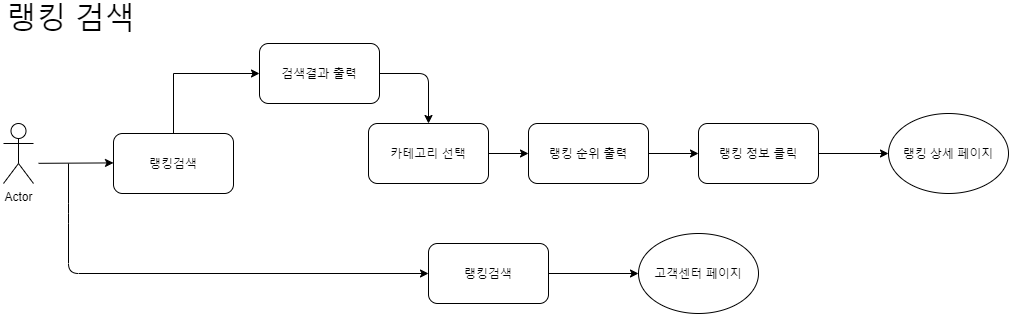 랭킹 검색
검색결과 출력
Actor
랭킹검색
카테고리 선택
랭킹 순위 출력
랭킹 정보 클릭
랭킹 상세 페이지
랭킹검색
고객센터 페이지